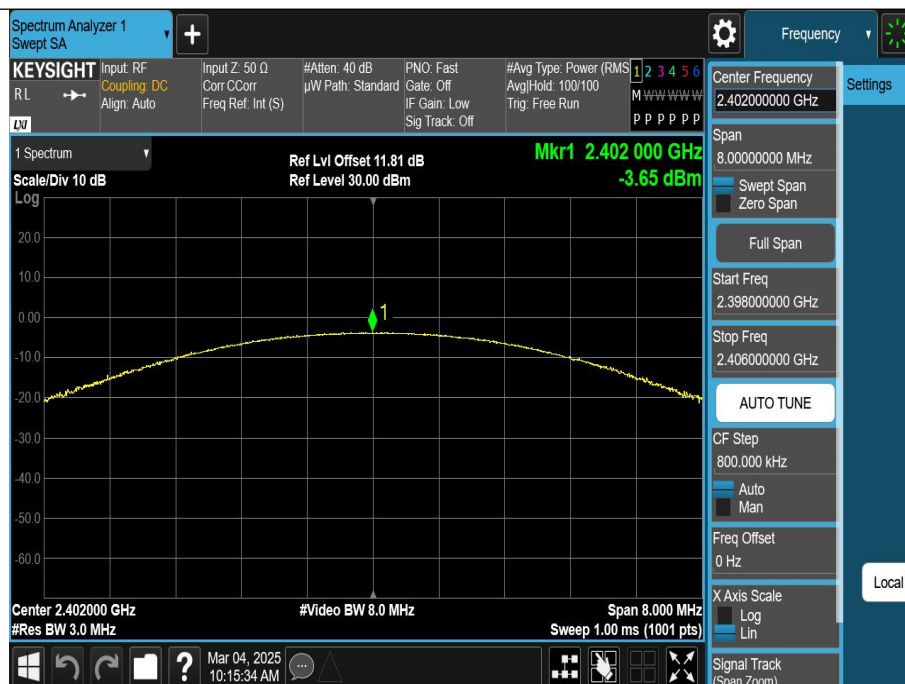 Spectrum Analyzer 1
Swept SA
+
Frequency
KEYSIGHT
RL
LXI
Input: RF
Coupling: DC
Align: Auto
Input Z: 50 Ω
Corr CCorr
Freq Ref: Int (S)
#Atten: 40 dB
µW Path: Standard
PNO: Fast
Gate: Off
IF Gain: Low
Sig Track: Off
#Avg Type: Power (RMS
Avg|Hold: 100/100
Trig: Free Run
1 2 3 4 5 6
M W W W W W
P P P P P P
1 Spectrum
Scale/Div 10 dB
Log
Ref Lvl Offset 11.81 dB
Ref Level 30.00 dBm
Mkr1 2.402 000 GHz
-3.65 dBm
20.0
10.0
0.00
-10.0
-20.0
-30.0
-40.0
-50.0
-60.0
1
Center 2.402000 GHz
#Res BW 3.0 MHz
#Video BW 8.0 MHz
Span 8.000 MHz
Sweep 1.00 ms (1001 pts)
Center Frequency
2.402000000 GHz
Span
8.00000000 MHz
Swept Span
Zero Span
Full Span
Start Freq
2.398000000 GHz
Stop Freq
2.406000000 GHz
AUTO TUNE
CF Step
800.000 kHz
Auto
Man
Freq Offset
0 Hz
X Axis Scale
Log
Lin
Signal Track
(Span Zoom)
Settings
Local
?
Mar 04, 2025
10:15:34 AM